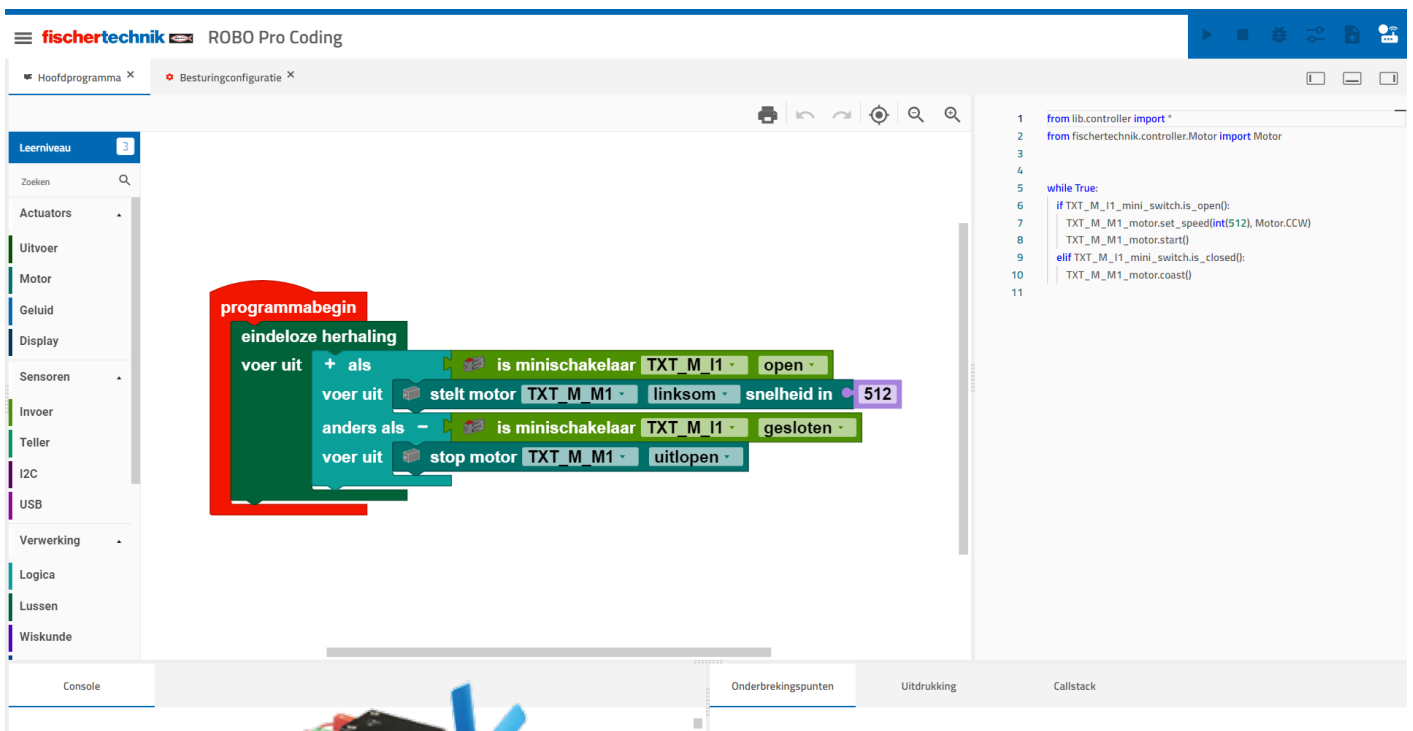 fischertechnik ROBO Pro Coding
Hoofdprogramma ×
Besturingconfiguratie ×
Leerniveau 3
Zoeken
Actuators
Uitvoer
Motor
Geluid
Display
Sensoren
Invoer
Teller
I2C
USB
Verwerking
Logica
Lussen
Wiskunde
programmabegin
eindeloze herhaling
voer uit + als is minischakelaar TXT_M_I1 open
voer uit stelt motor TXT_M_M1 linksom snelheid in 512
anders als − is minischakelaar TXT_M_I1 gesloten
voer uit stop motor TXT_M_M1 uitlopen
1 from lib.controller import *
2 from fischertechnik.controller.Motor import Motor
3
4
5 while True:
6 if TXT_M_I1_mini_switch.is_open():
7 TXT_M_M1_motor.set_speed(int(512), Motor.CCW)
8 TXT_M_M1_motor.start()
9 elif TXT_M_I1_mini_switch.is_closed():
10 TXT_M_M1_motor.coast()
11
Console
Onderbrekingspunten
Uitdrukking
Callstack